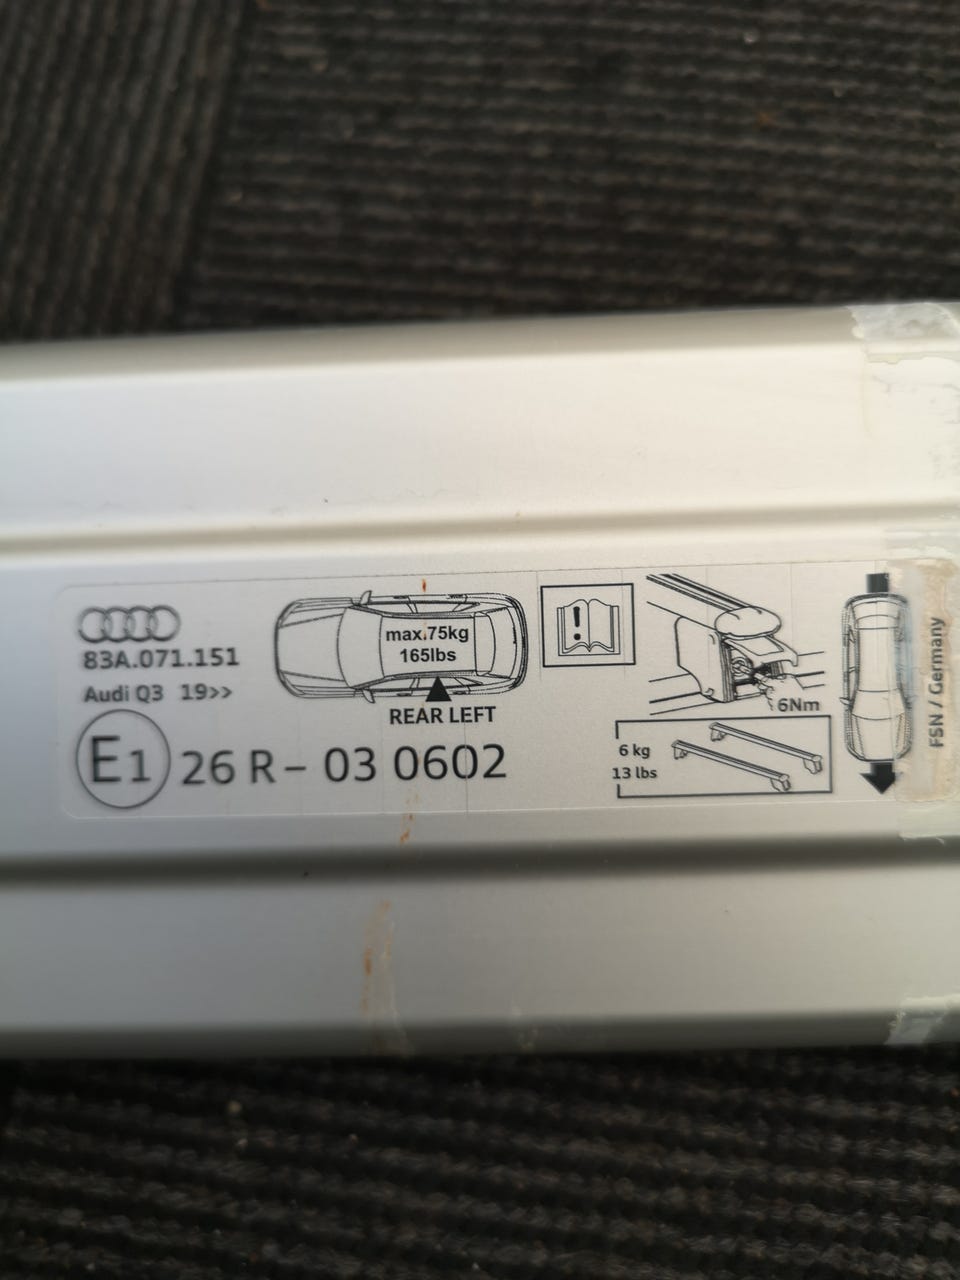 83A.071.151
Audi Q3 19>>
E1 26 R – 03 0602
max.75kg
165lbs
REAR LEFT
!
6Nm
6 kg
13 lbs
FSN / Germany